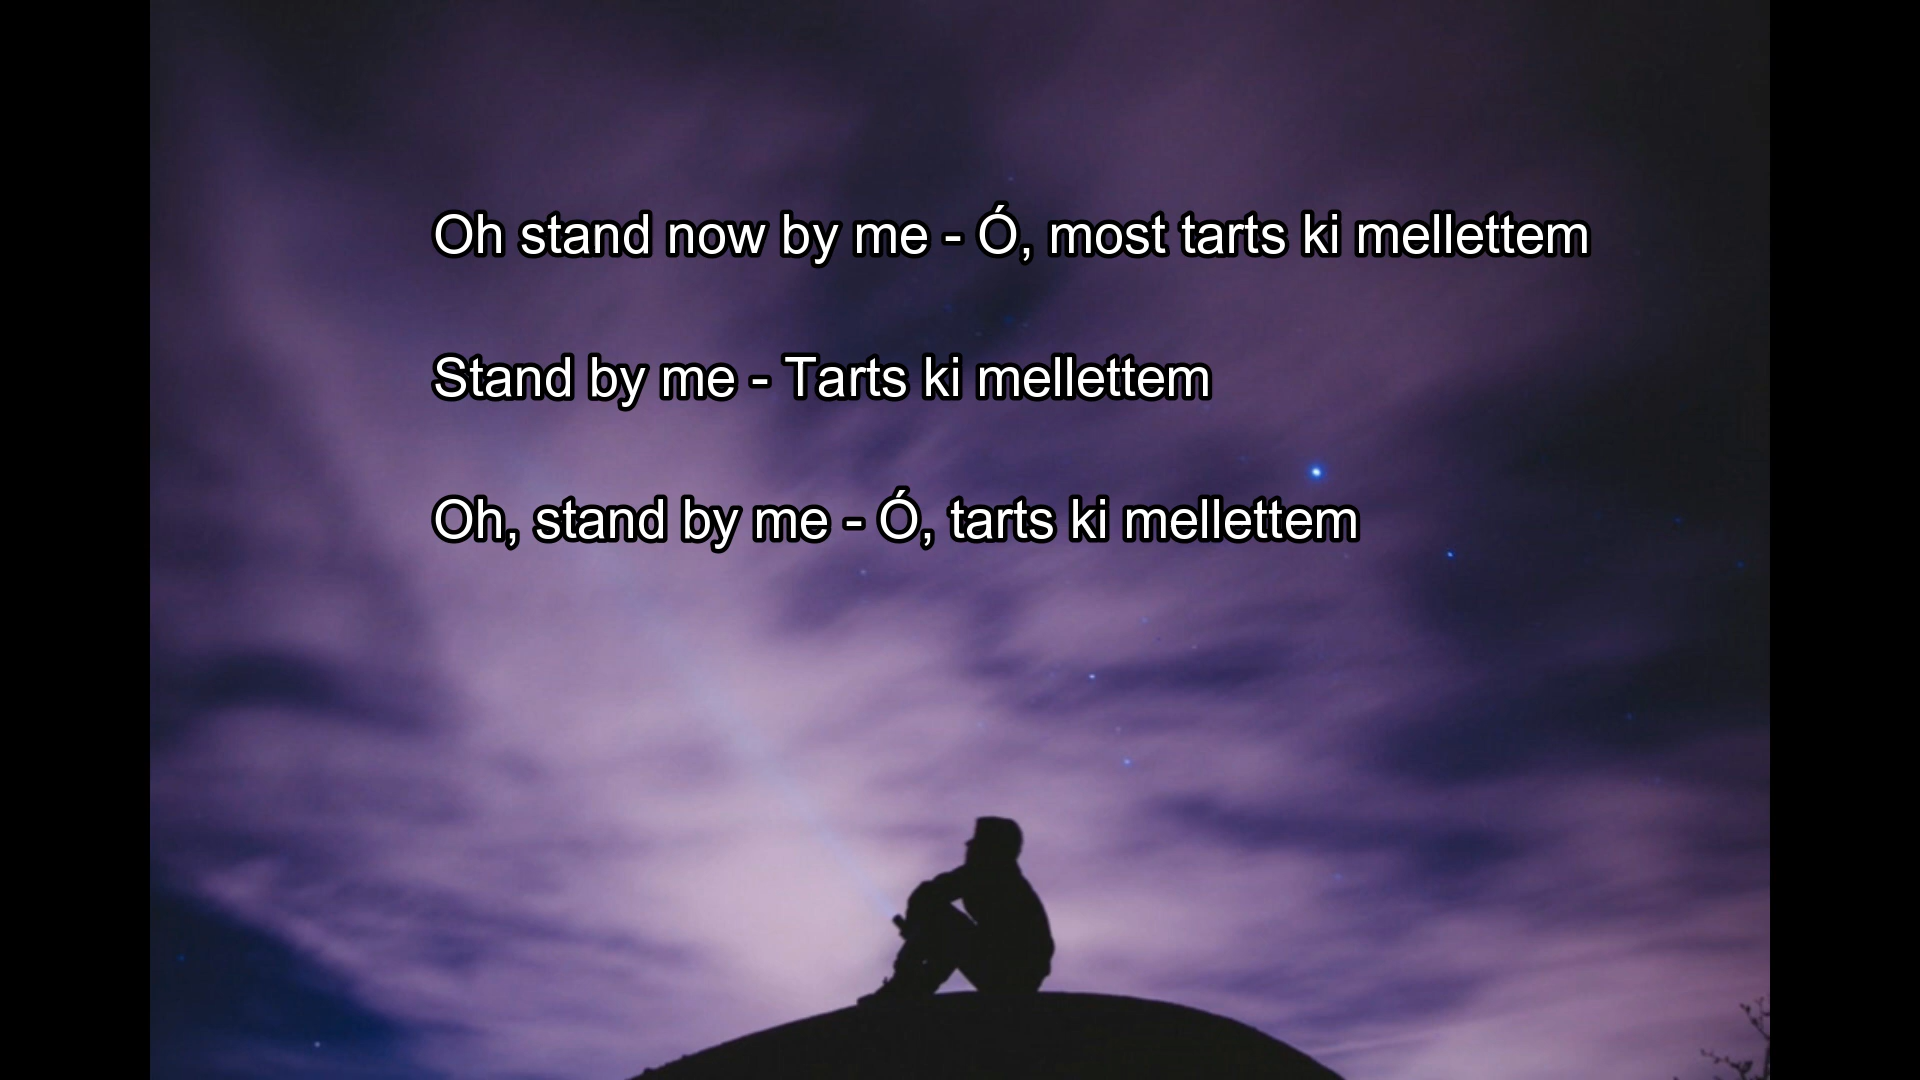 Oh stand now by me - Ó, most tarts ki mellettem
Stand by me - Tarts ki mellettem
Oh, stand by me - Ó, tarts ki mellettem